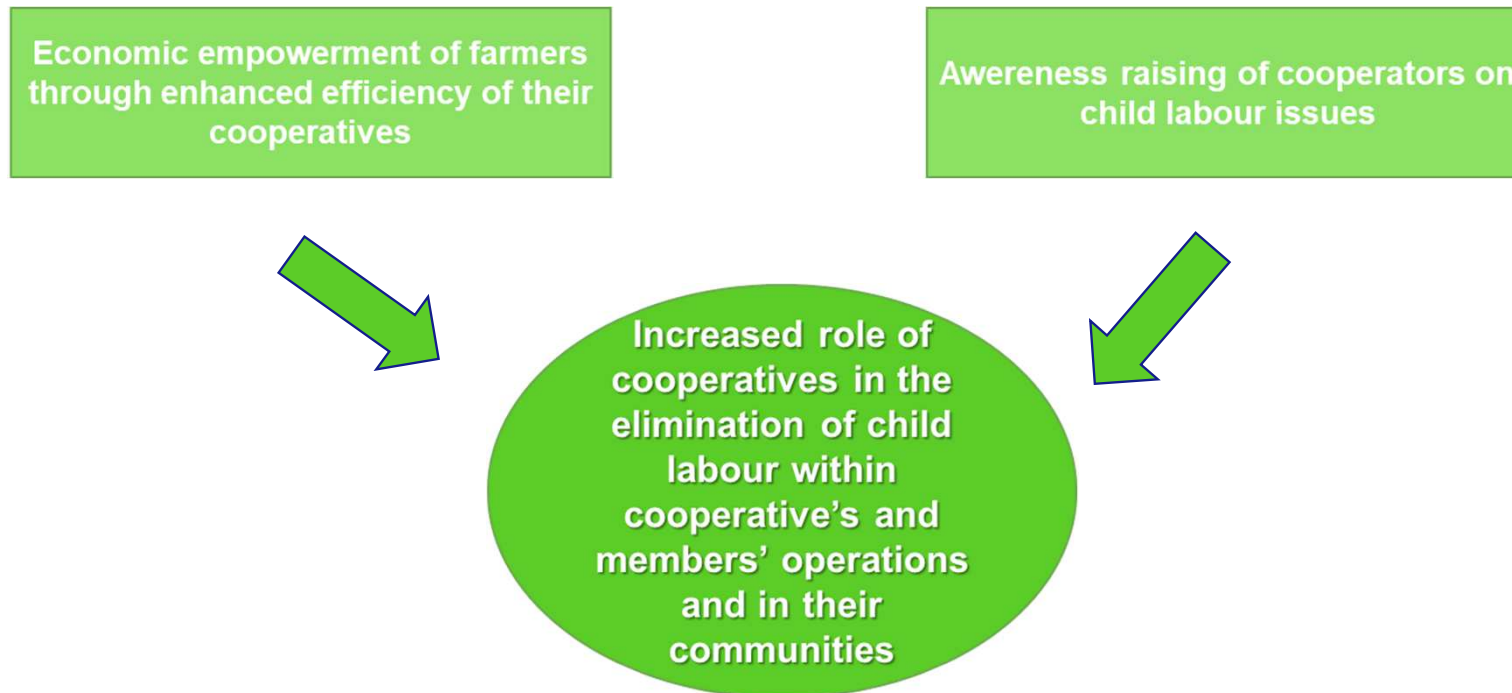 Economic empowerment of farmers
through enhanced efficiency of their
cooperatives
Awereness raising of cooperators on
child labour issues
Increased role of
cooperatives in the
elimination of child
labour within
cooperative’s and
members’ operations
and in their
communities